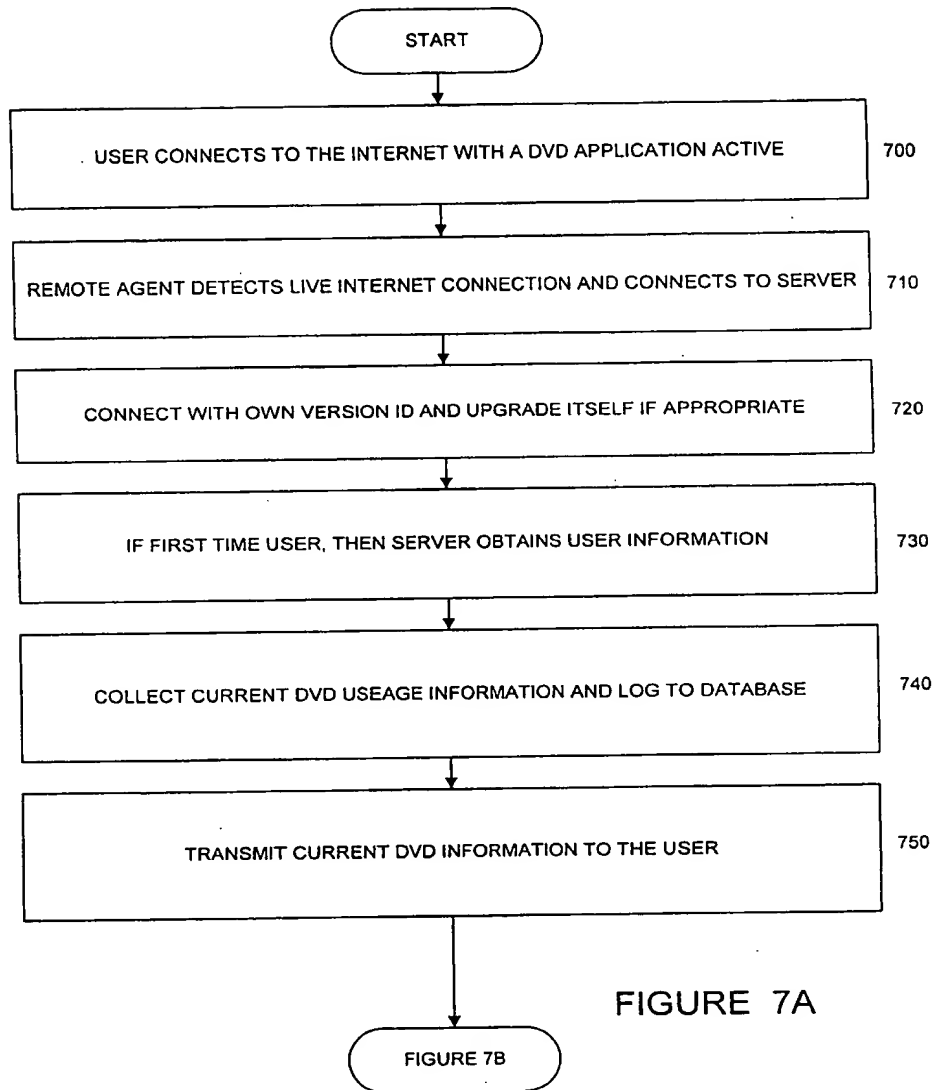 START
USER CONNECTS TO THE INTERNET WITH A DVD APPLICATION ACTIVE
700
REMOTE AGENT DETECTS LIVE INTERNET CONNECTION AND CONNECTS TO SERVER
710
CONNECT WITH OWN VERSION ID AND UPGRADE ITSELF IF APPROPRIATE
720
IF FIRST TIME USER, THEN SERVER OBTAINS USER INFORMATION
730
COLLECT CURRENT DVD USEAGE INFORMATION AND LOG TO DATABASE
740
TRANSMIT CURRENT DVD INFORMATION TO THE USER
750
FIGURE 7A
FIGURE 7B